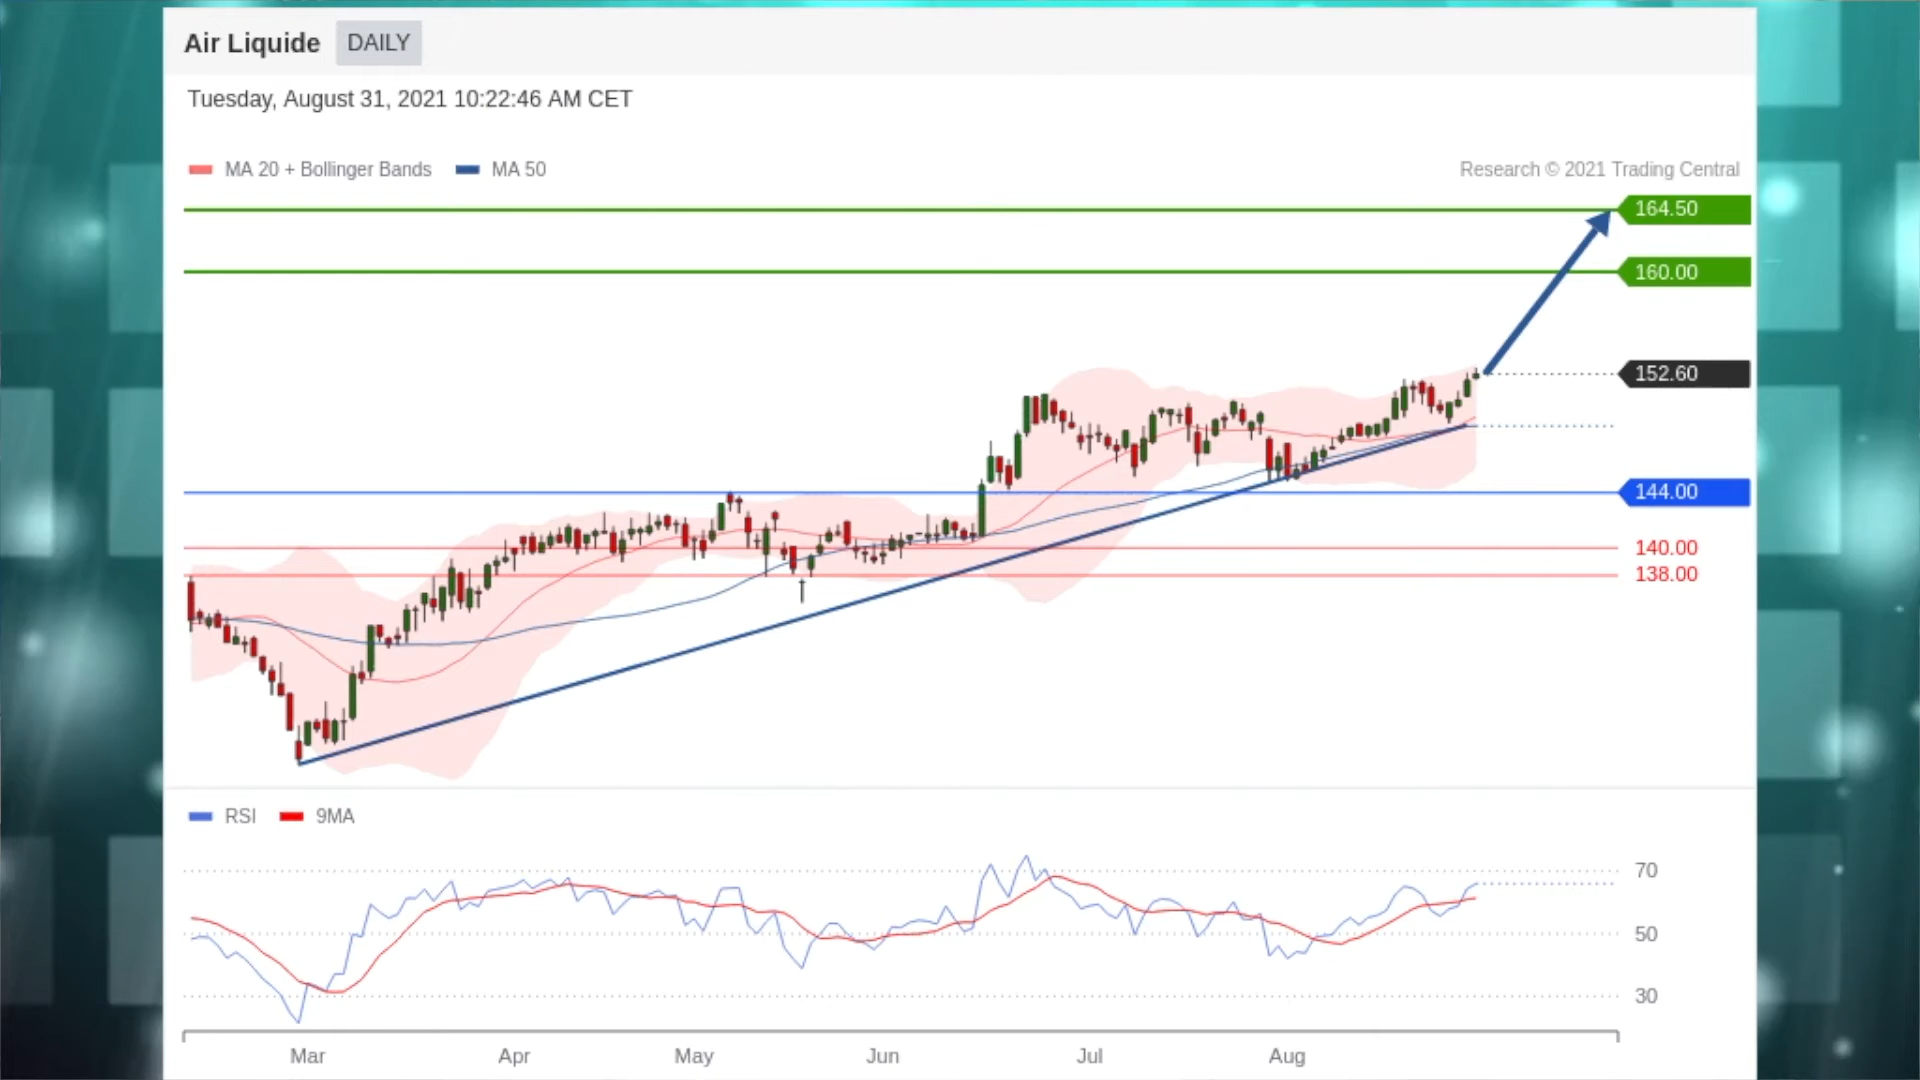 Air Liquide DAILY
Tuesday, August 31, 2021 10:22:46 AM CET
MA 20 + Bollinger Bands MA 50
Research © 2021 Trading Central
164.50
160.00
152.60
144.00
140.00
138.00
RSI 9MA
70
50
30
Mar Apr May Jun Jul Aug